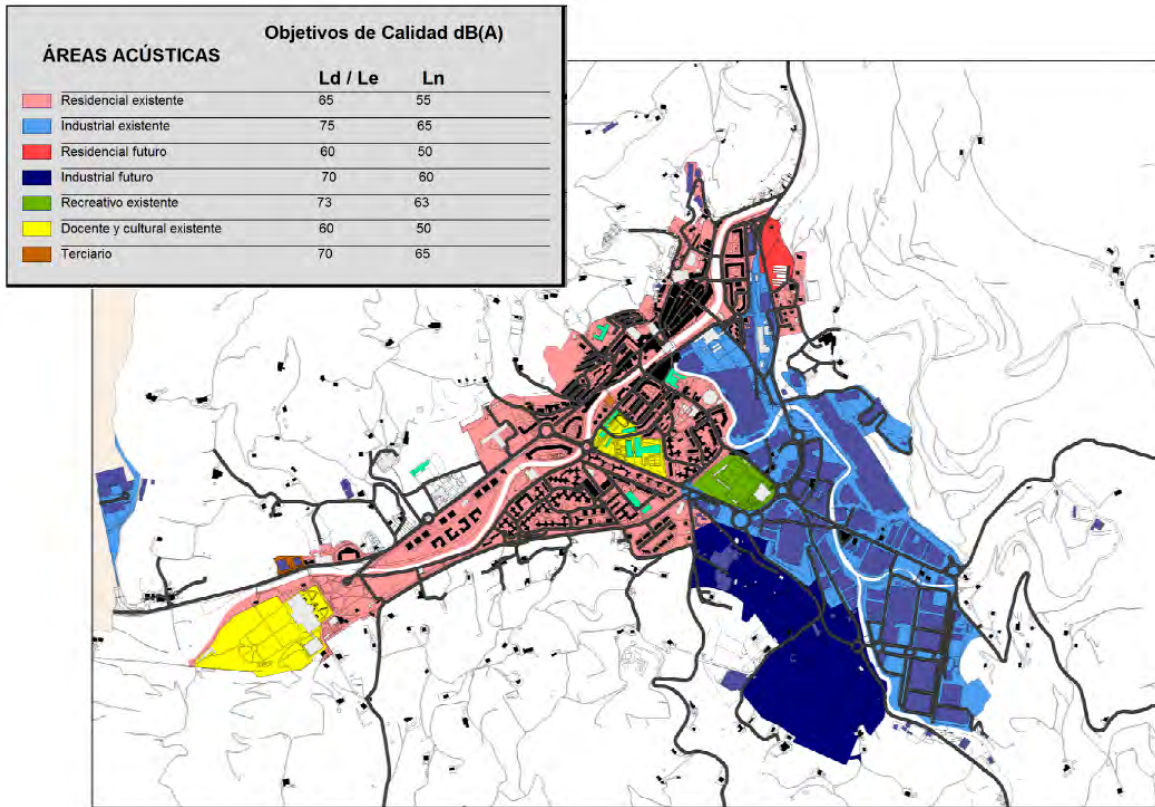 Objetivos de Calidad dB(A)
ÁREAS ACÚSTICAS
Ld / Le Ln
Residencial existente 65 55
Industrial existente 75 65
Residencial futuro 60 50
Industrial futuro 70 60
Recreativo existente 73 63
Docente y cultural existente 60 50
Terciario 70 65